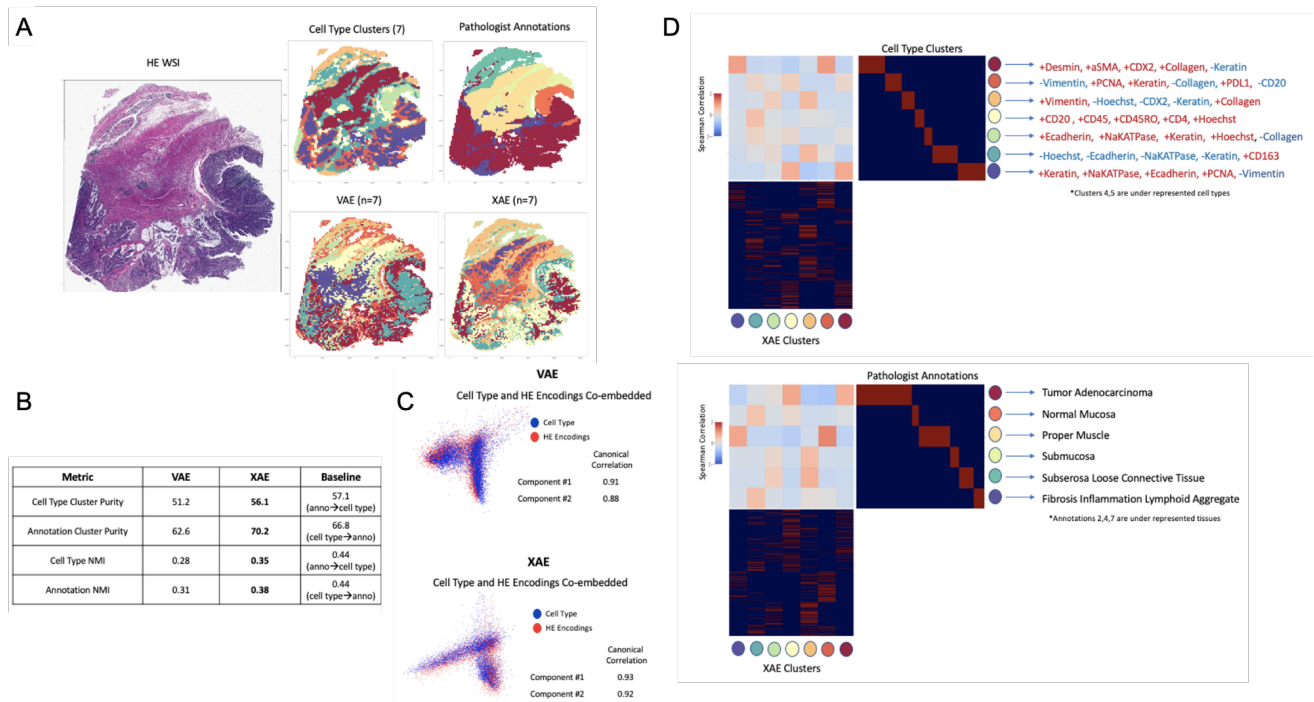 A
HE WSI
Cell Type Clusters (7)
Pathologist Annotations
VAE (n=7)
XAE (n=7)
B
Metric VAE XAE Baseline
Cell Type Cluster Purity 51.2 56.1 57.1 (anno→cell type)
Annotation Cluster Purity 62.6 70.2 66.8 (cell type→anno)
Cell Type NMI 0.28 0.35 0.44 (anno→cell type)
Annotation NMI 0.31 0.38 0.44 (cell type→anno)
C
VAE
Cell Type and HE Encodings Co-embedded
Cell Type
HE Encodings
Canonical
Correlation
Component #1 0.91
Component #2 0.88
XAE
Cell Type and HE Encodings Co-embedded
Cell Type
HE Encodings
Canonical
Correlation
Component #1 0.93
Component #2 0.92
D
Cell Type Clusters
Spearman Correlation
+Desmin, +aSMA, +CDX2, +Collagen, -Keratin
-Vimentin, +PCNA, +Keratin, -Collagen, +PDL1, -CD20
+Vimentin, -Hoechst, -CDX2, -Keratin, +Collagen
+CD20 , +CD45, +CD45RO, +CD4, +Hoechst
+Ecadherin, +NaKATPase, +Keratin, +Hoechst, -Collagen
-Hoechst, -Ecadherin, -NaKATPase, -Keratin, +CD163
+Keratin, +NaKATPase, +Ecadherin, +PCNA, -Vimentin
*Clusters 4,5 are under represented cell types
XAE Clusters
Pathologist Annotations
Spearman Correlation
Tumor Adenocarcinoma
Normal Mucosa
Proper Muscle
Submucosa
Subserosa Loose Connective Tissue
Fibrosis Inflammation Lymphoid Aggregate
*Annotations 2,4,7 are under represented tissues
XAE Clusters